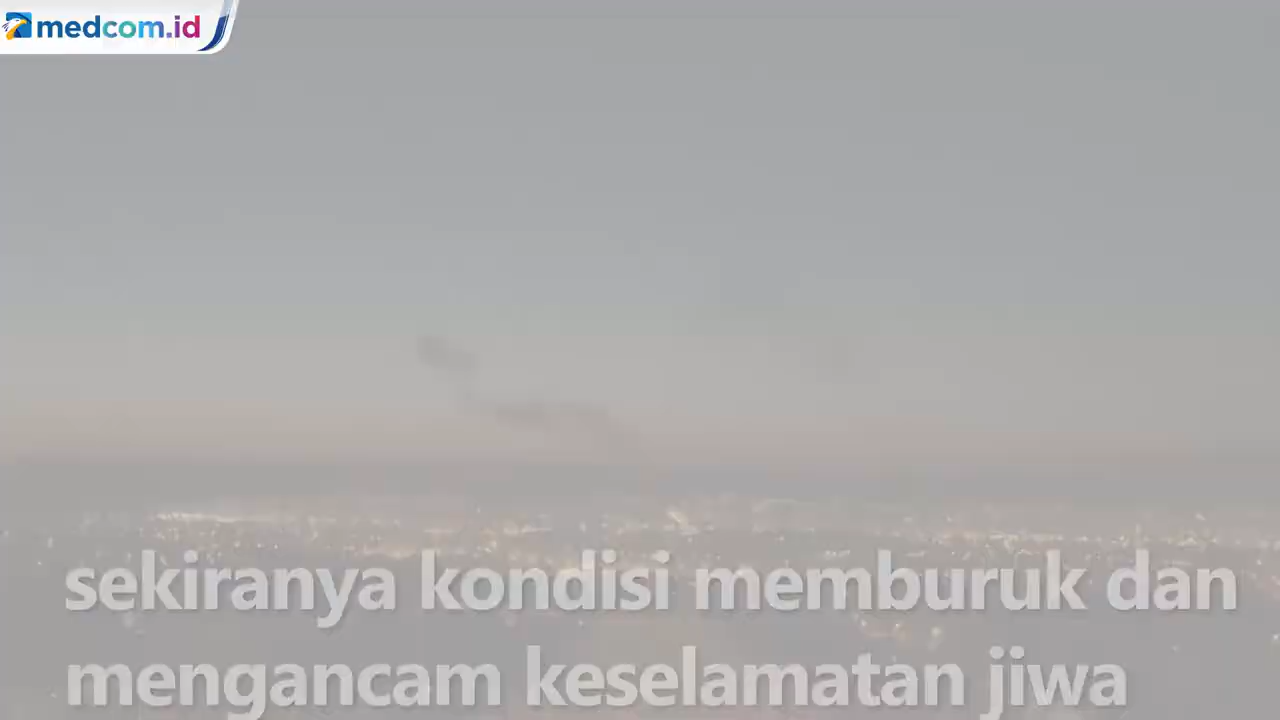 medcom.id
sekiranya kondisi memburuk dan
mengancam keselamatan jiwa